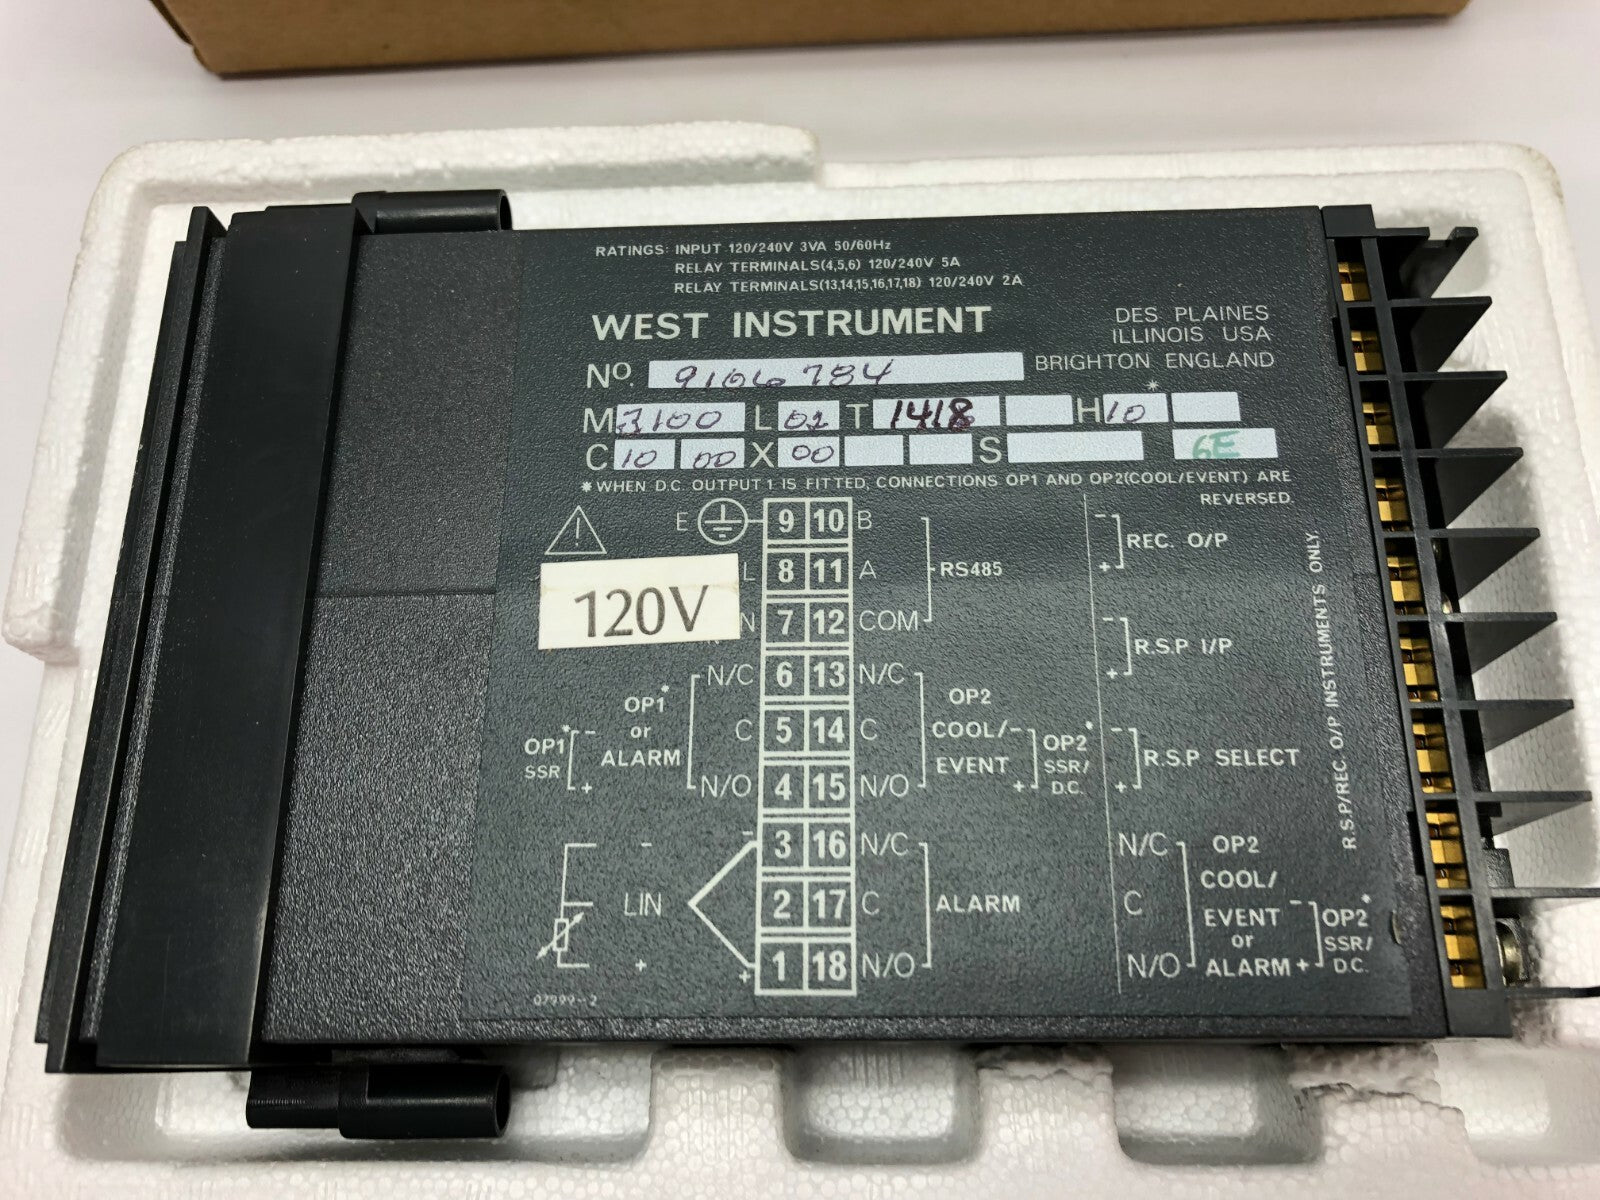 RATINGS: INPUT 120/240V 3VA 50/60Hz
RELAY TERMINALS(4,5,6) 120/240V 5A
RELAY TERMINALS(13,14,15,16,17,18) 120/240V 2A
WEST INSTRUMENT
DES PLAINES
ILLINOIS USA
BRIGHTON ENGLAND
No. 9106784
M 3100 L 02 T 1418 H 10 *
C 10 00 X 00 S 6E
* WHEN D.C. OUTPUT 1 IS FITTED, CONNECTIONS OP1 AND OP2(COOL/EVENT) ARE
REVERSED.
E 9 10 B - REC. O/P
L 8 11 A RS485 +
120V
N 7 12 COM - R.S.P I/P
N/C 6 13 N/C +
OP1* or ALARM
OP1* SSR - +
C 5 14 C
OP2 COOL/EVENT
- + OP2* SSR/ D.C.
- + R.S.P SELECT
N/O 4 15 N/O
- 3 16 N/C
LIN 2 17 C ALARM
+ 1 18 N/O
- +
N/C OP2
COOL/
C EVENT - OP2*
or SSR/
N/O ALARM + D.C.
R.S.P/REC. O/P INSTRUMENTS ONLY.
07999-2